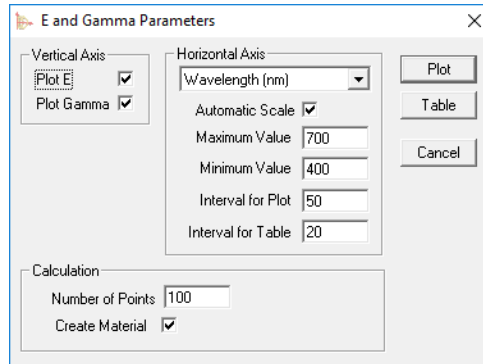 E and Gamma Parameters
Vertical Axis
Plot E
Plot Gamma
Horizontal Axis
Wavelength (nm)
Automatic Scale
Maximum Value 700
Minimum Value 400
Interval for Plot 50
Interval for Table 20
Plot
Table
Cancel
Calculation
Number of Points 100
Create Material